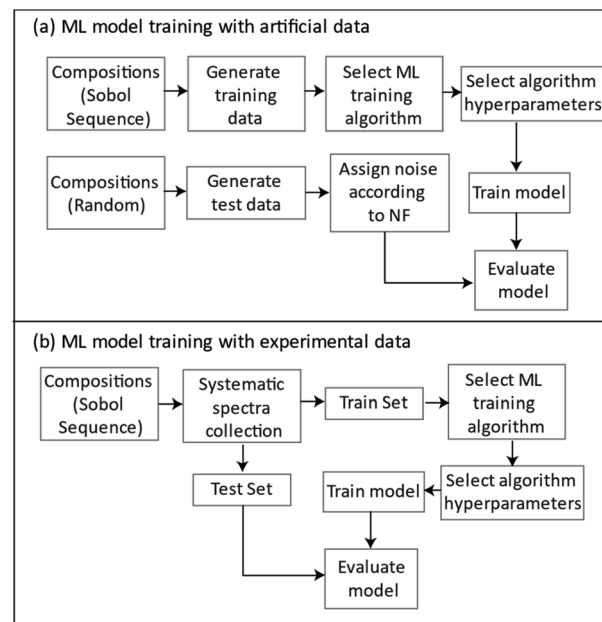 (a) ML model training with artificial data
Compositions
(Sobol
Sequence)
Generate
training
data
Select ML
training
algorithm
Select algorithm
hyperparameters
Compositions
(Random)
Generate
test data
Assign noise
according
to NF
Train model
Evaluate
model
(b) ML model training with experimental data
Compositions
(Sobol
Sequence)
Systematic
spectra
collection
Train Set
Select ML
training
algorithm
Test Set
Train model
Select algorithm
hyperparameters
Evaluate
model